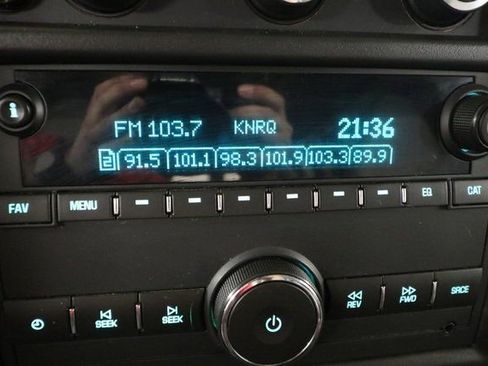 FM 103.7 KNRQ 21:36
2 91.5 101.1 98.3 101.9 103.3 89.9
i
FAV MENU EQ CAT
SEEK SEEK REV FWD SRCE